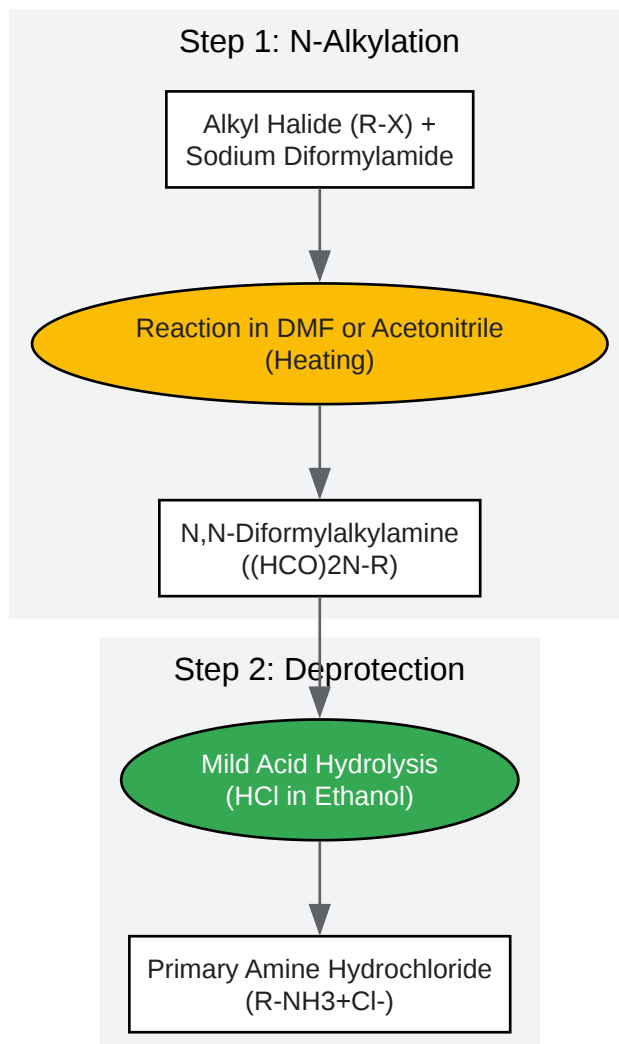 Step 1: N-Alkylation
Alkyl Halide (R-X) +
Sodium Diformylamide
Reaction in DMF or Acetonitrile
(Heating)
N,N-Diformylalkylamine
((HCO)2N-R)
Step 2: Deprotection
Mild Acid Hydrolysis
(HCl in Ethanol)
Primary Amine Hydrochloride
(R-NH3+Cl-)